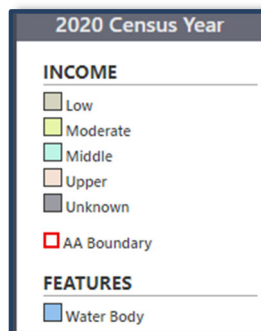 2020 Census Year
INCOME
Low
Moderate
Middle
Upper
Unknown
AA Boundary
FEATURES
Water Body